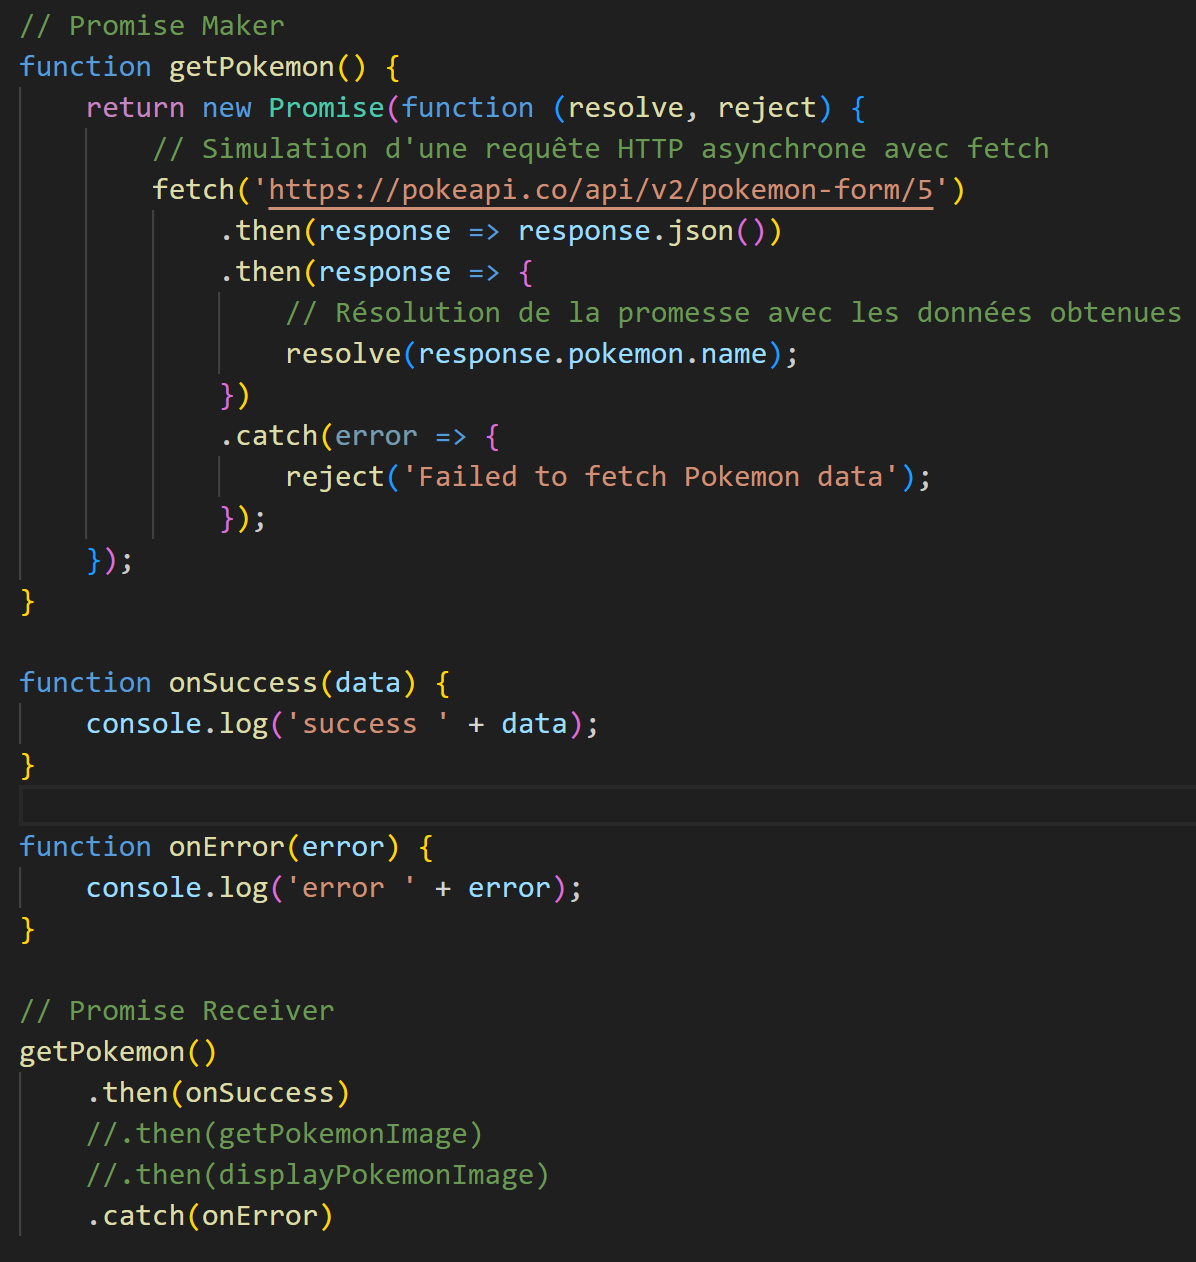 // Promise Maker
function getPokemon() {
    return new Promise(function (resolve, reject) {
        // Simulation d'une requête HTTP asynchrone avec fetch
        fetch('https://pokeapi.co/api/v2/pokemon-form/5')
            .then(response => response.json())
            .then(response => {
                // Résolution de la promesse avec les données obtenues
                resolve(response.pokemon.name);
            })
            .catch(error => {
                reject('Failed to fetch Pokemon data');
            });
    });
}

function onSuccess(data) {
    console.log('success ' + data);
}

function onError(error) {
    console.log('error ' + error);
}

// Promise Receiver
getPokemon()
    .then(onSuccess)
    //.then(getPokemonImage)
    //.then(displayPokemonImage)
    .catch(onError)